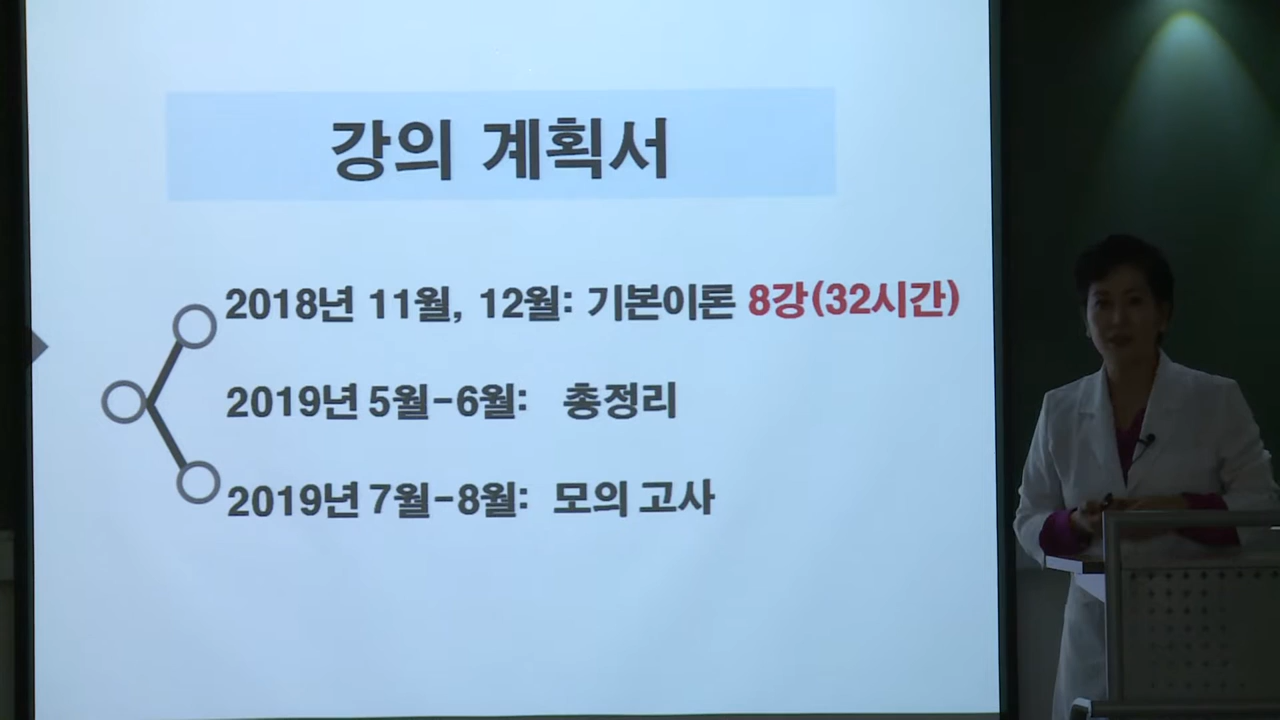 강의 계획서
2018년 11월, 12월: 기본이론 8강(32시간)
2019년 5월-6월: 총정리
2019년 7월-8월: 모의 고사